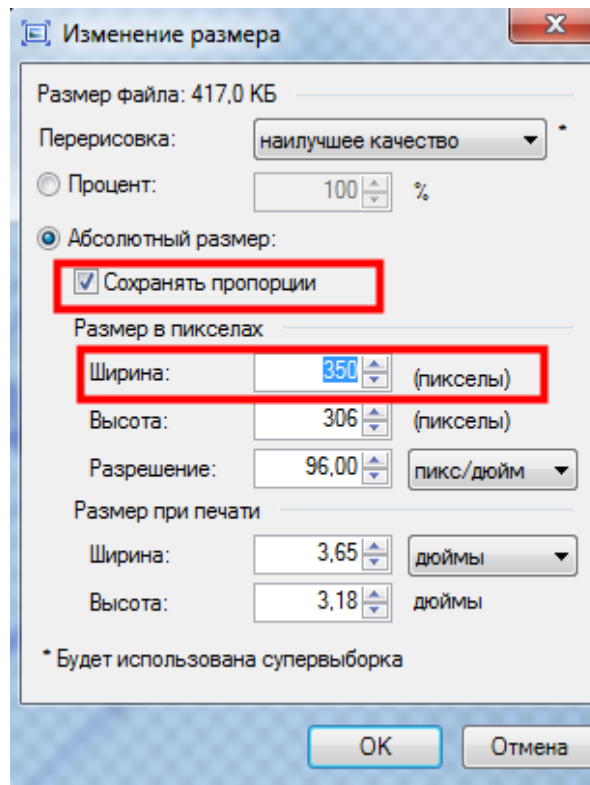 Изменение размера
Размер файла: 417,0 КБ
Перерисовка: наилучшее качество *
Процент: 100 %
Абсолютный размер:
Сохранять пропорции
Размер в пикселах
Ширина: 350 (пикселы)
Высота: 306 (пикселы)
Разрешение: 96,00 пикс/дюйм
Размер при печати
Ширина: 3,65 дюймы
Высота: 3,18 дюймы
* Будет использована супервыборка
OK Отмена